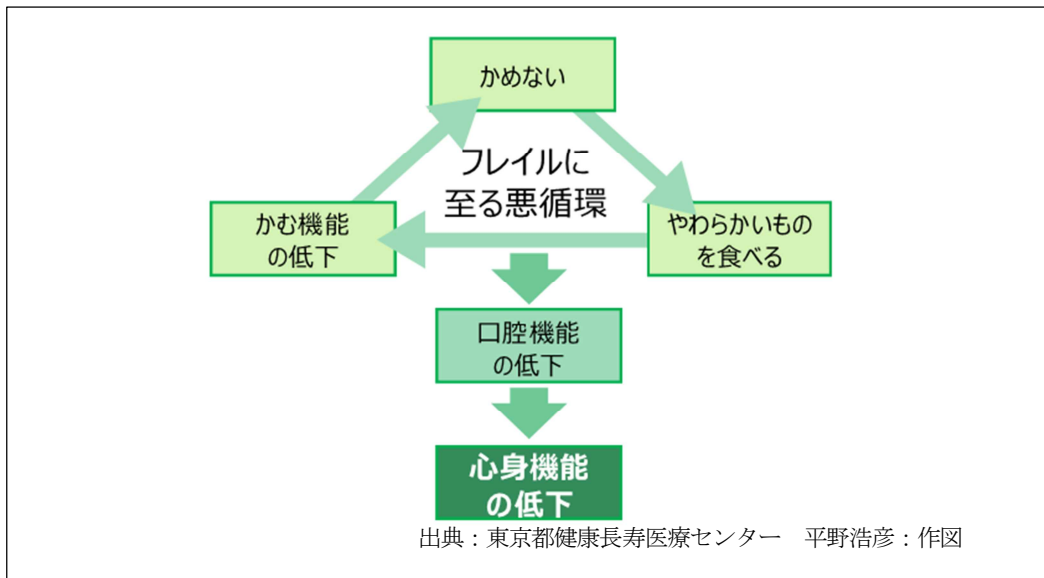 かめない
フレイルに
至る悪循環
かむ機能
の低下
やわらかいもの
を食べる
口腔機能
の低下
心身機能
の低下
出典：東京都健康長寿医療センター　平野浩彦：作図